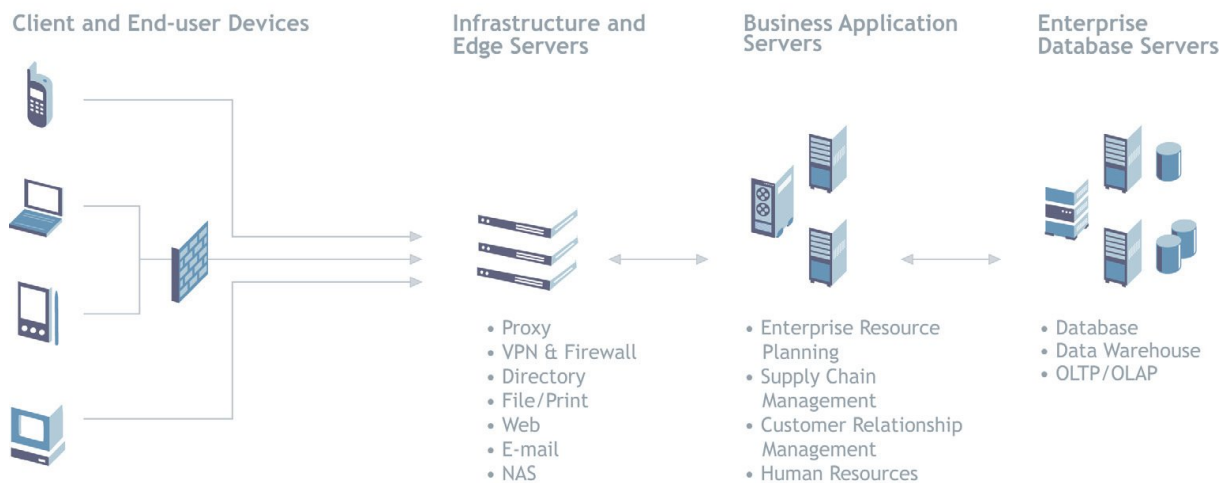 Client and End-user Devices
Infrastructure and
Edge Servers
Business Application
Servers
Enterprise
Database Servers
• Proxy
• VPN & Firewall
• Directory
• File/Print
• Web
• E-mail
• NAS
• Enterprise Resource
Planning
• Supply Chain
Management
• Customer Relationship
Management
• Human Resources
• Database
• Data Warehouse
• OLTP/OLAP